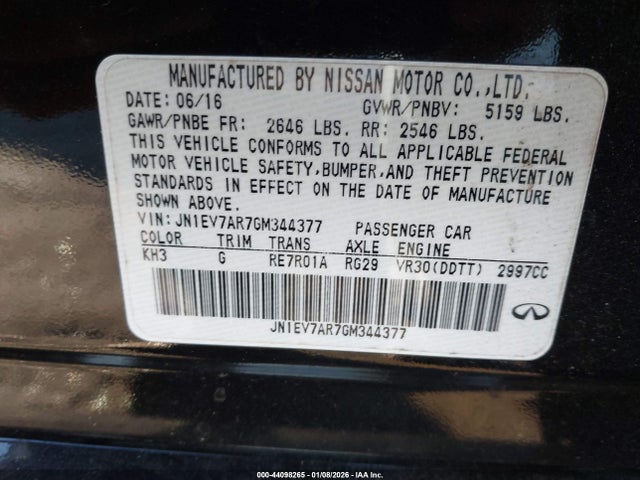 MANUFACTURED BY NISSAN MOTOR CO.,LTD.
DATE: 06/16 GVWR/PNBV: 5159 LBS.
GAWR/PNBE FR: 2646 LBS. RR: 2546 LBS.
THIS VEHICLE CONFORMS TO ALL APPLICABLE FEDERAL
MOTOR VEHICLE SAFETY,BUMPER,AND THEFT PREVENTION
STANDARDS IN EFFECT ON THE DATE OF MANUFACTURE
SHOWN ABOVE.
VIN: JN1EV7AR7GM344377 PASSENGER CAR
COLOR TRIM TRANS AXLE ENGINE
KH3 G RE7R01A RG29 VR30(DDTT) 2997CC
JN1EV7AR7GM344377
000-44098265 - 01/08/2026 - IAA Inc.